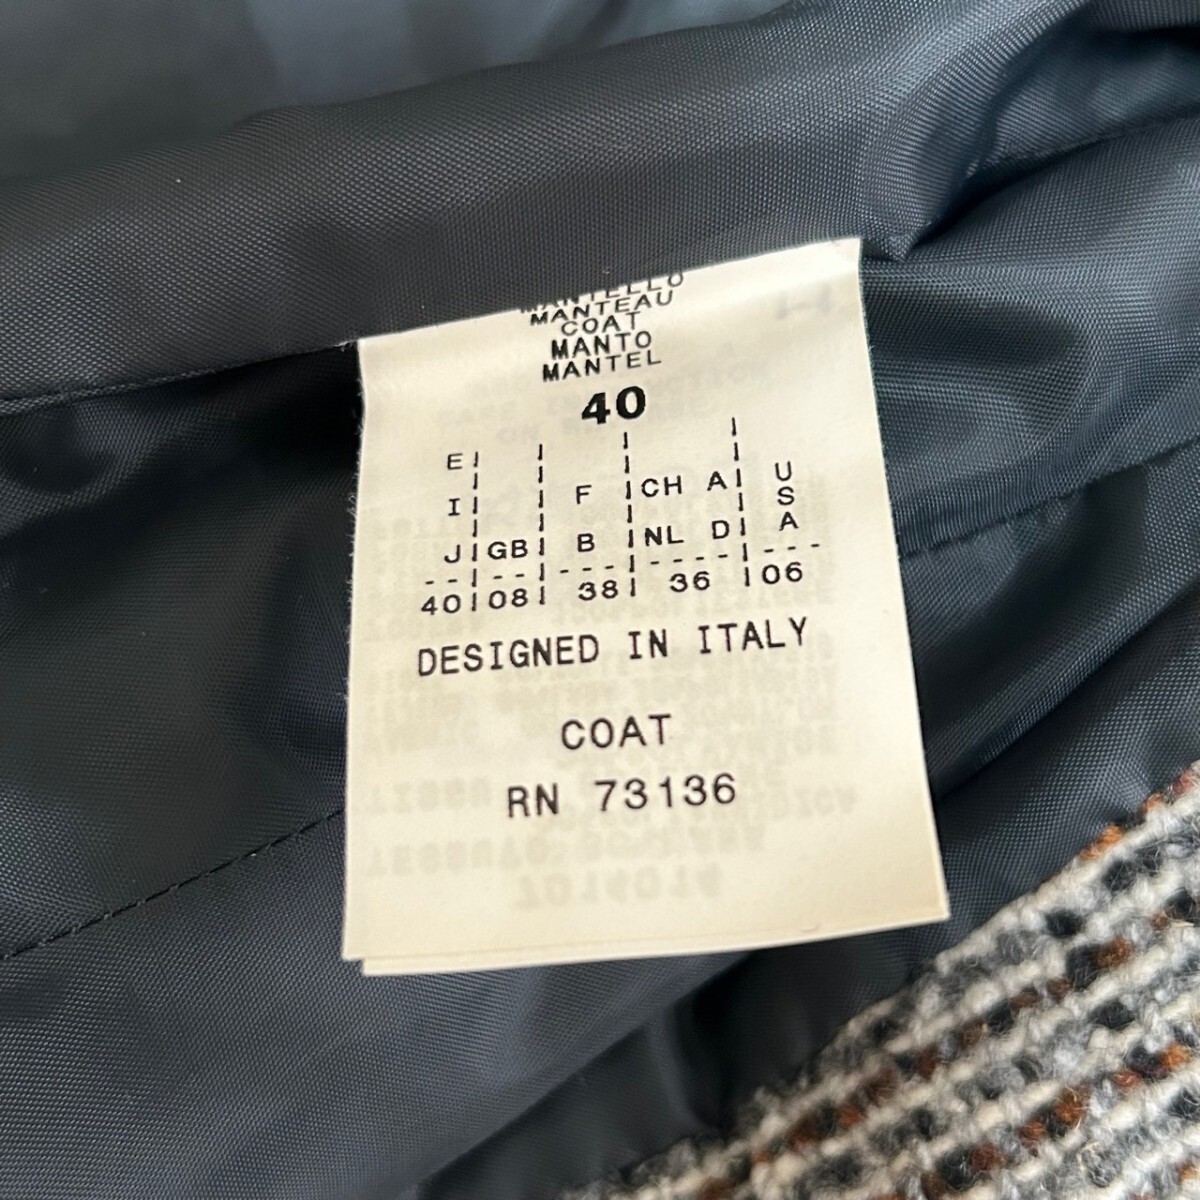 MANTELLO
MANTEAU
COAT
MANTO
MANTEL
40
E | | | | U
I | | F | CH A | S
J | GB | B | NL D | A
40 | 08 | 38 | 36 | 06
DESIGNED IN ITALY
COAT
RN 73136